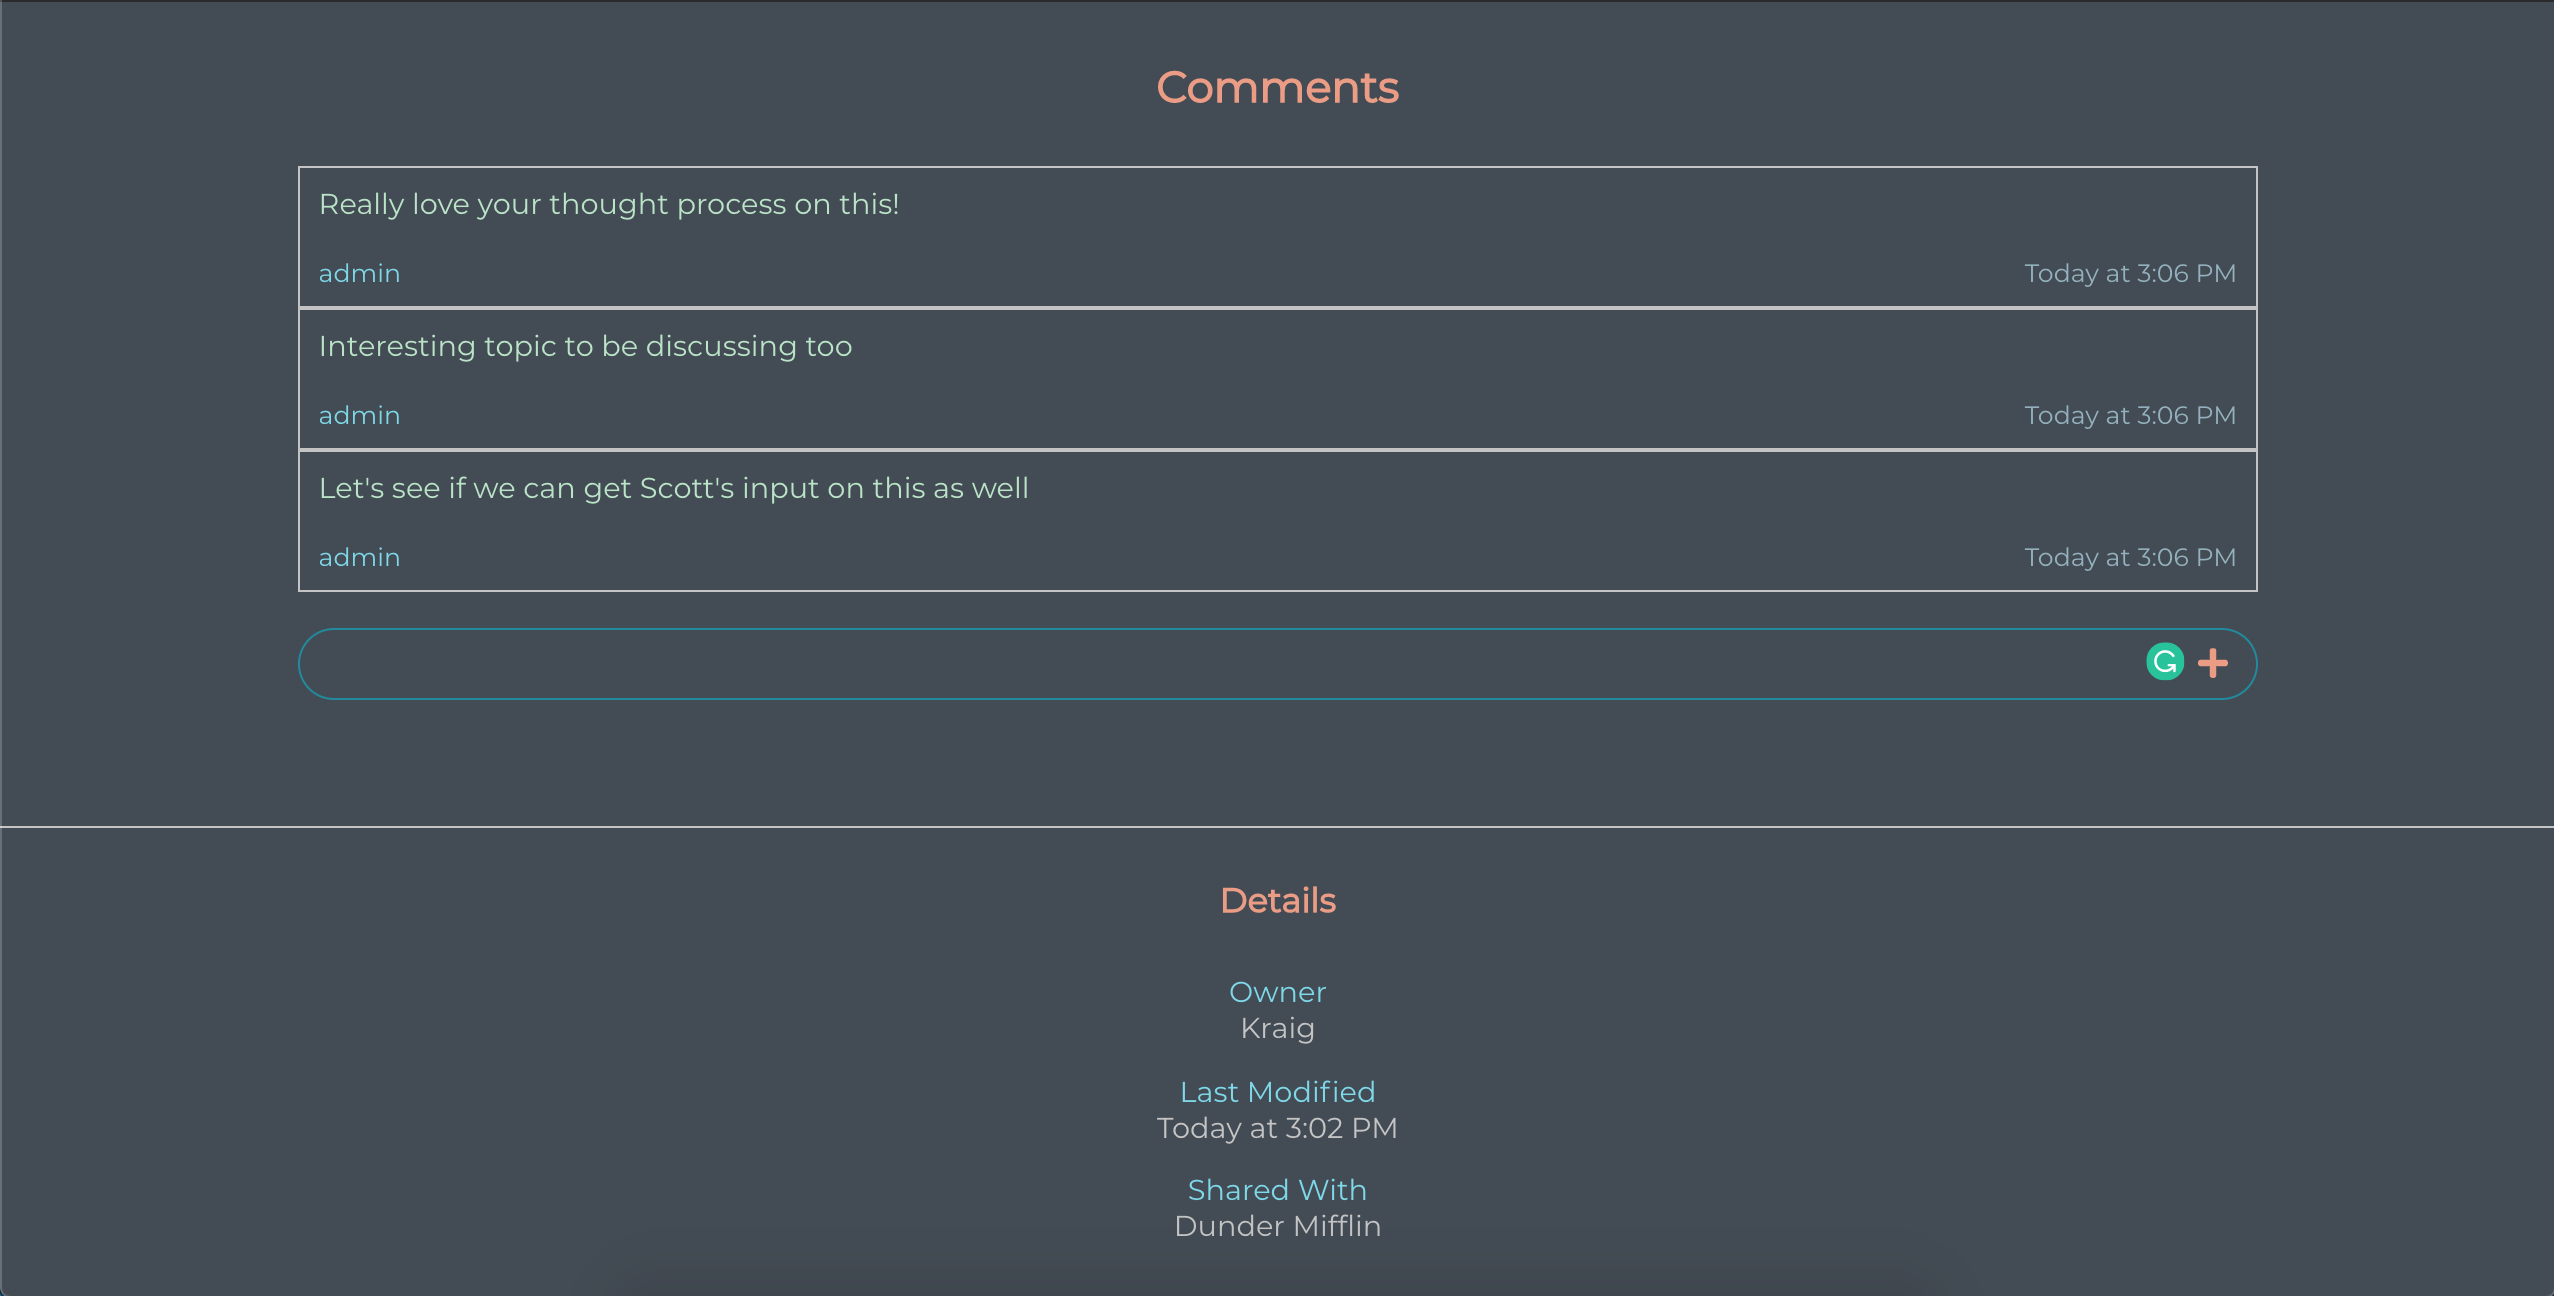 Comments
Really love your thought process on this!
admin Today at 3:06 PM
Interesting topic to be discussing too
admin Today at 3:06 PM
Let's see if we can get Scott's input on this as well
admin Today at 3:06 PM
Details
Owner
Kraig
Last Modified
Today at 3:02 PM
Shared With
Dunder Mifflin